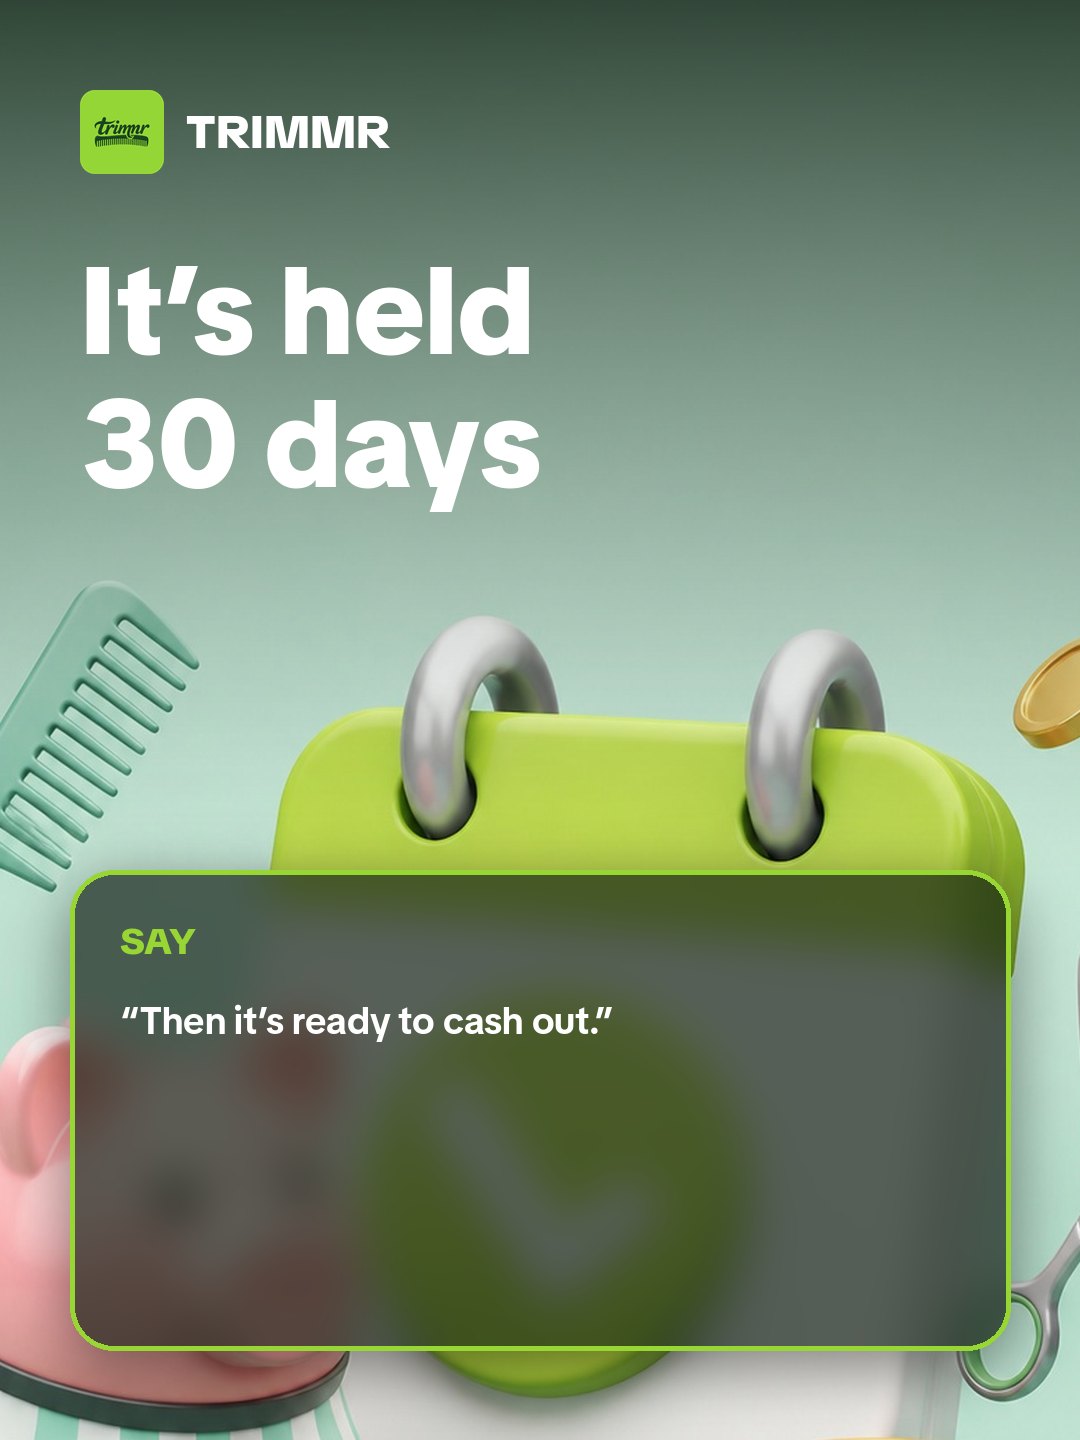 trimmr
TRIMMR
It’s held
30 days
SAY
“Then it’s ready to cash out.”